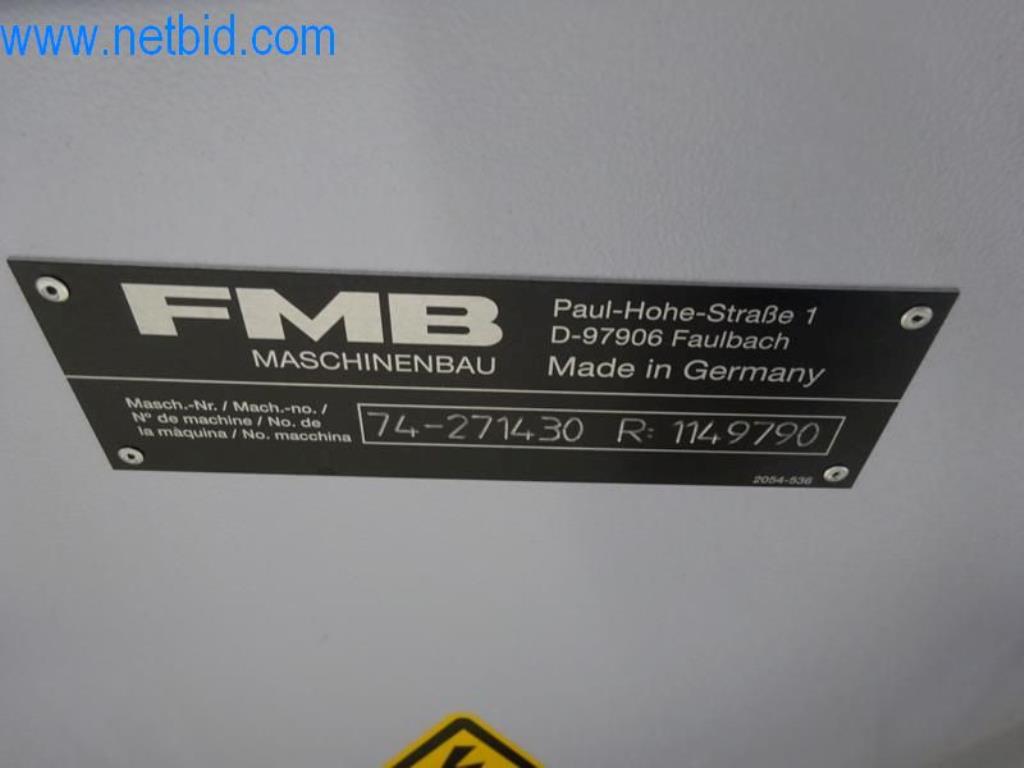 www.netbid.com
FMB
MASCHINENBAU
Paul-Hohe-Straße 1
D-97906 Faulbach
Made in Germany
Masch.-Nr. / Mach.-no. /
N° de machine / No. de
la màquina / No. macchina
74-271430 R: 1149790
2054-536